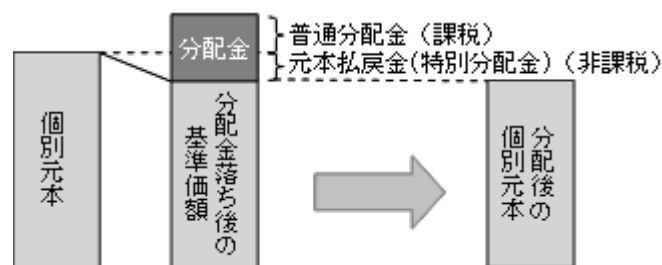 分配金
普通分配金（課税）
元本払戻金(特別分配金)（非課税）
個別元本
分配金落ち後の
基準価額
分配後の
個別元本